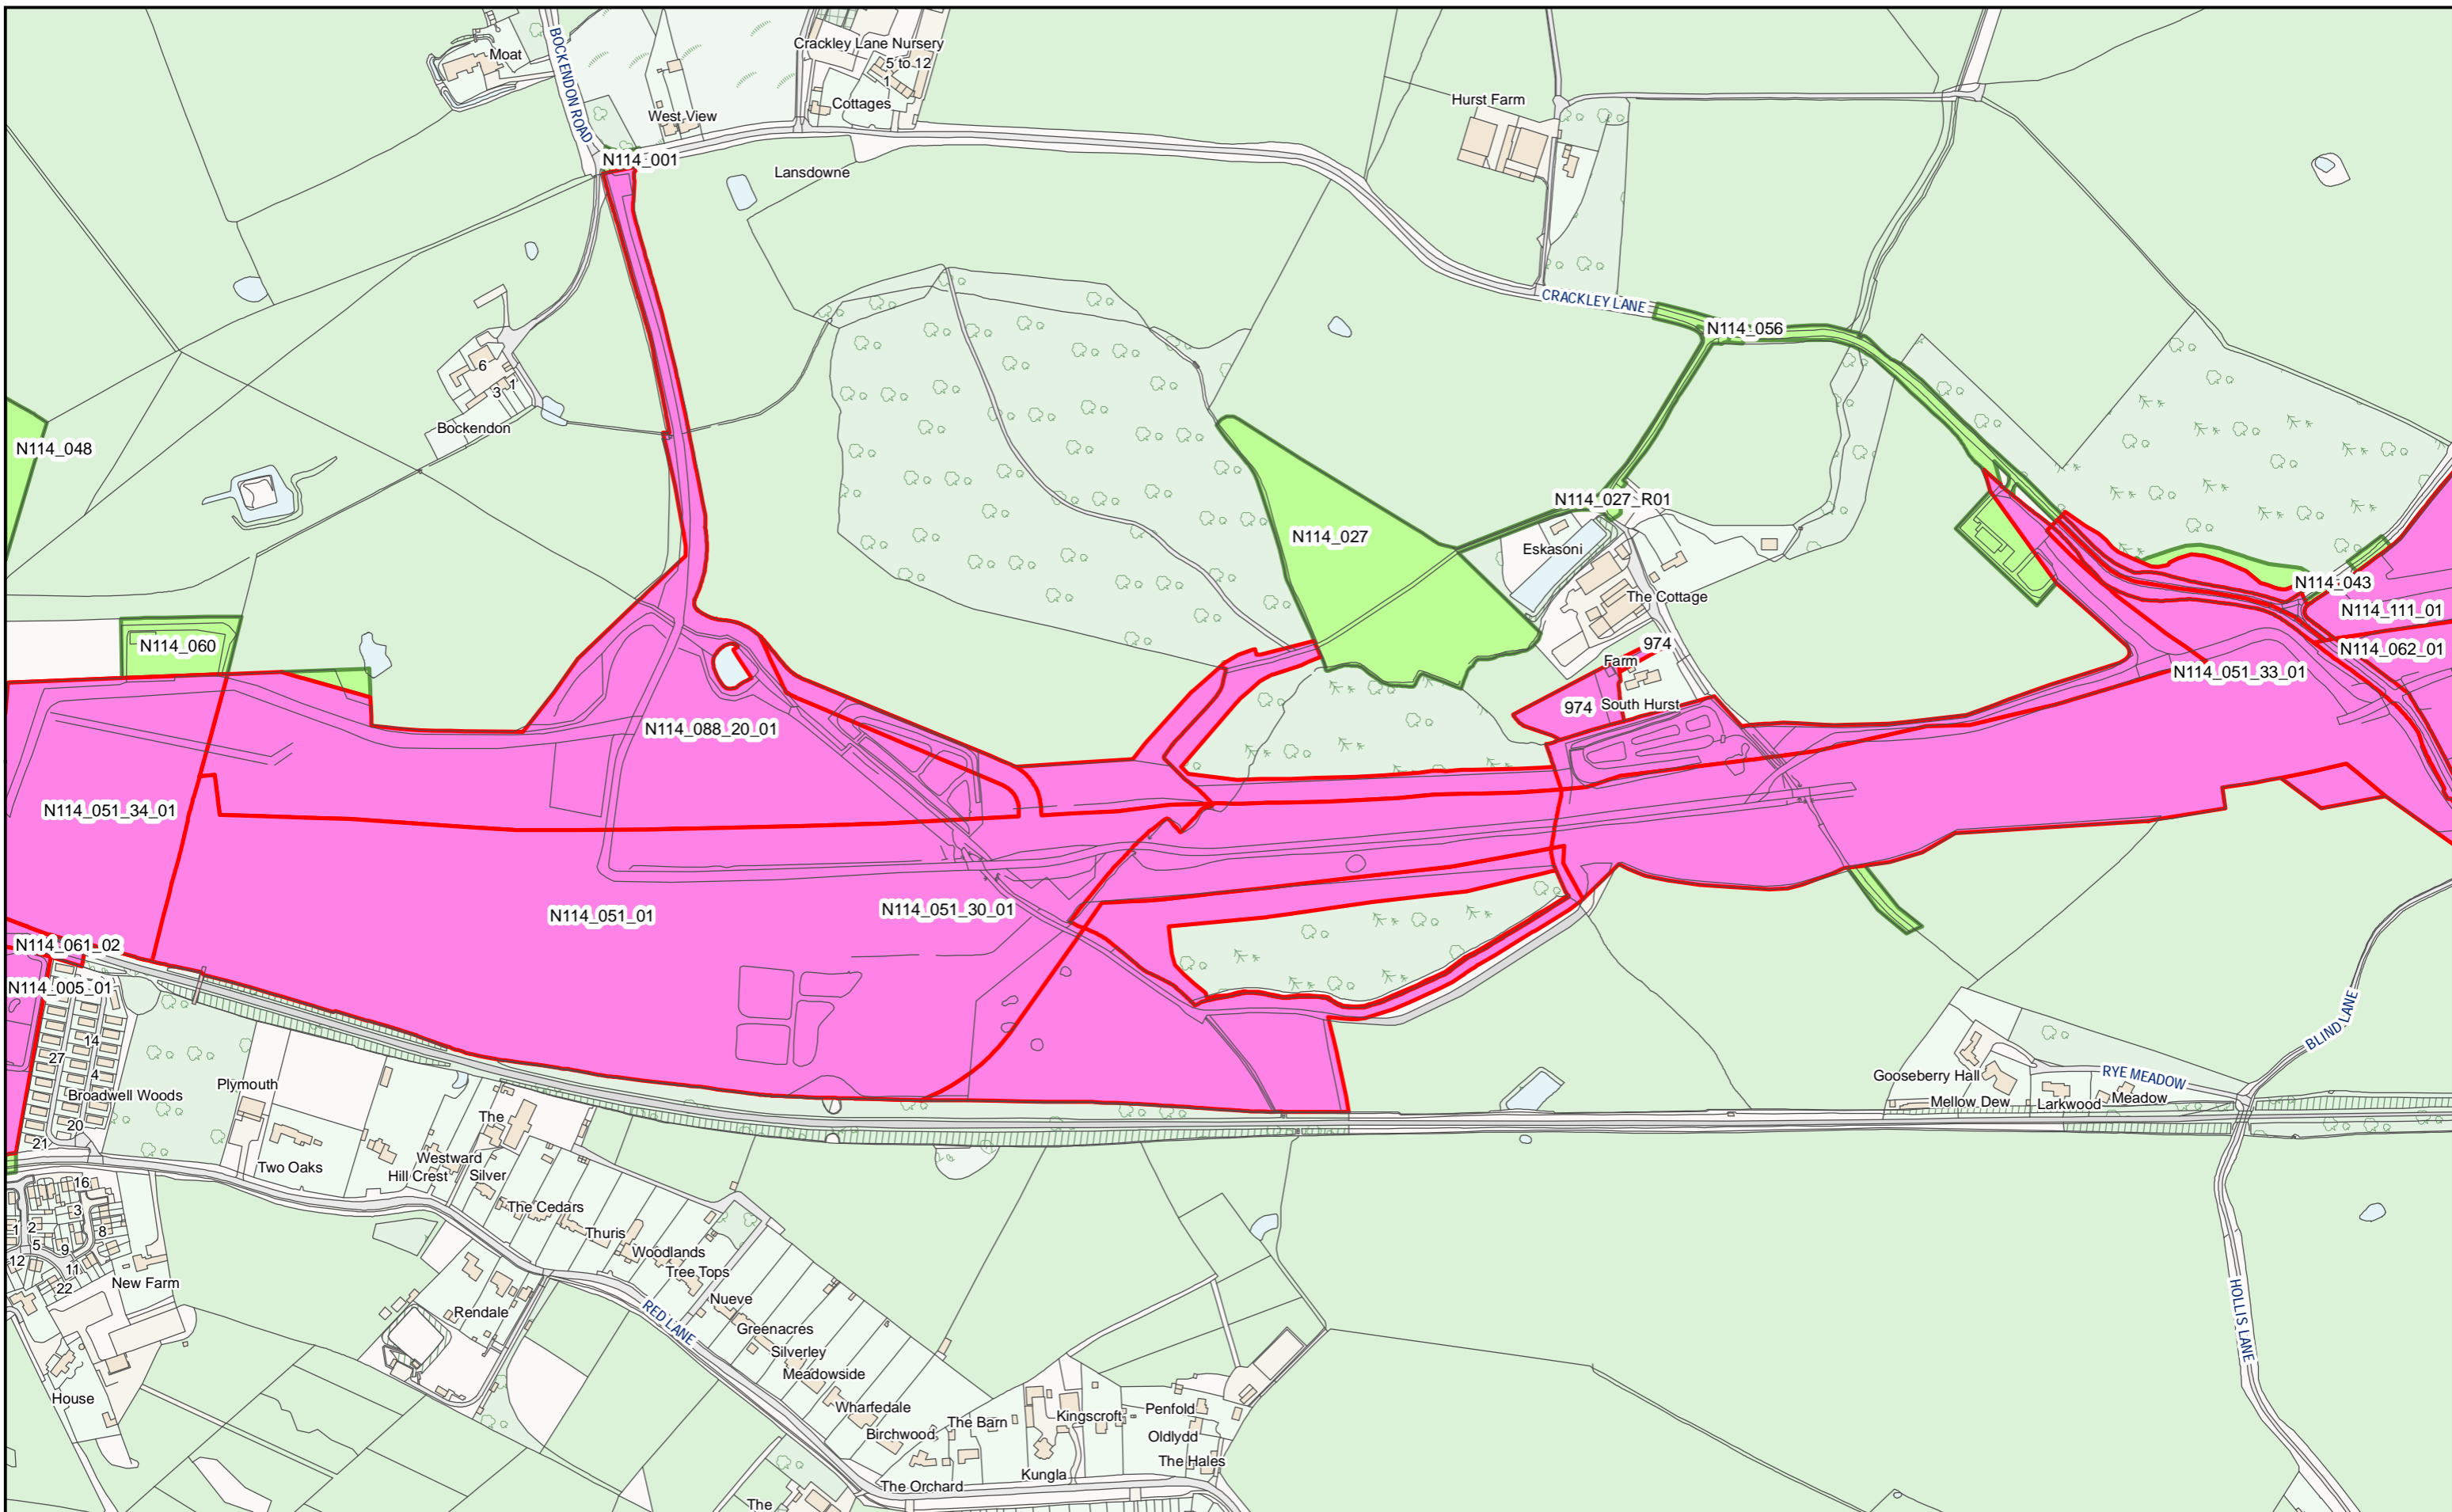 Moat
BOCKENDON ROAD
Crackley Lane Nursery
5 to 12
1
Cottages
West View
Hurst Farm
N114_001
Lansdowne
CRACKLEY LANE
N114_056
6
1
3
Bockendon
N114_048
N114_027_R01
N114_027
Eskasoni
N114_043
The Cottage
N114_111_01
N114_060
974
N114_062_01
Farm
N114_051_33_01
974
South Hurst
N114_088_20_01
N114_051_34_01
N114_051_01
N114_051_30_01
N114_061_02
N114_005_01
BLIND LANE
14
27
4
Plymouth
Gooseberry Hall
RYE MEADOW
Broadwell Woods
Mellow Dew
Larkwood
Meadow
The
20
21
Westward
Two Oaks
Hill Crest
Silver
16
3
The Cedars
1
2
8
Thuris
5
9
Woodlands
12
11
Tree Tops
New Farm
22
Nueve
Rendale
RED LANE
HOLLIS LANE
Greenacres
Silverley
Meadowside
House
Wharfedale
Penfold
The Barn
Kingscroft
Birchwood
Oldlydd
The Hales
Kungla
The Orchard
The